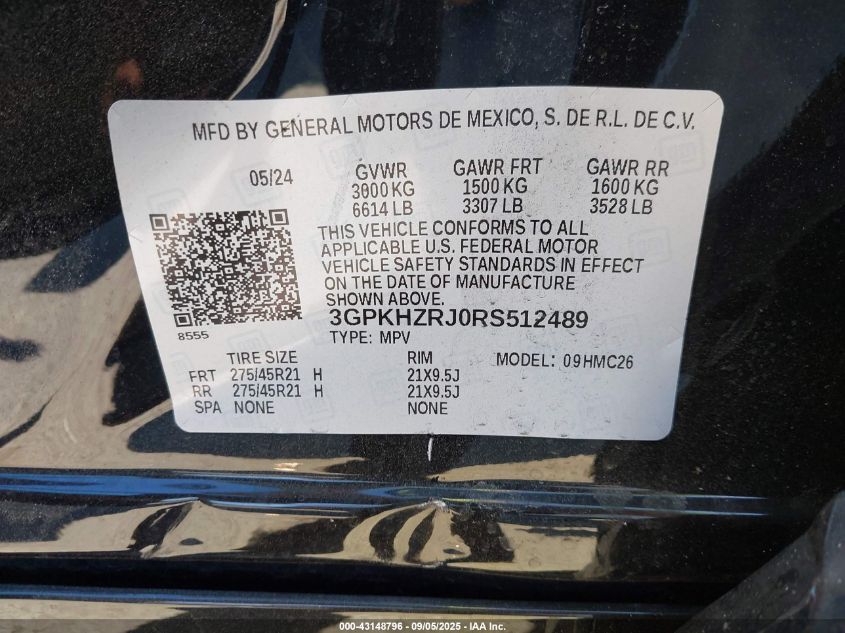 MFD BY GENERAL MOTORS DE MEXICO, S. DE R.L. DE C.V.
05/24 GVWR GAWR FRT GAWR RR
3000 KG 1500 KG 1600 KG
6614 LB 3307 LB 3528 LB
THIS VEHICLE CONFORMS TO ALL
APPLICABLE U.S. FEDERAL MOTOR
VEHICLE SAFETY STANDARDS IN EFFECT
ON THE DATE OF MANUFACTURE
SHOWN ABOVE.
3GPKHZRJ0RS512489
8555 TYPE: MPV
TIRE SIZE RIM MODEL: 09HMC26
FRT 275/45R21 H 21X9.5J
RR 275/45R21 H 21X9.5J
SPA NONE NONE
000-43148796 - 09/05/2025 - IAA Inc.